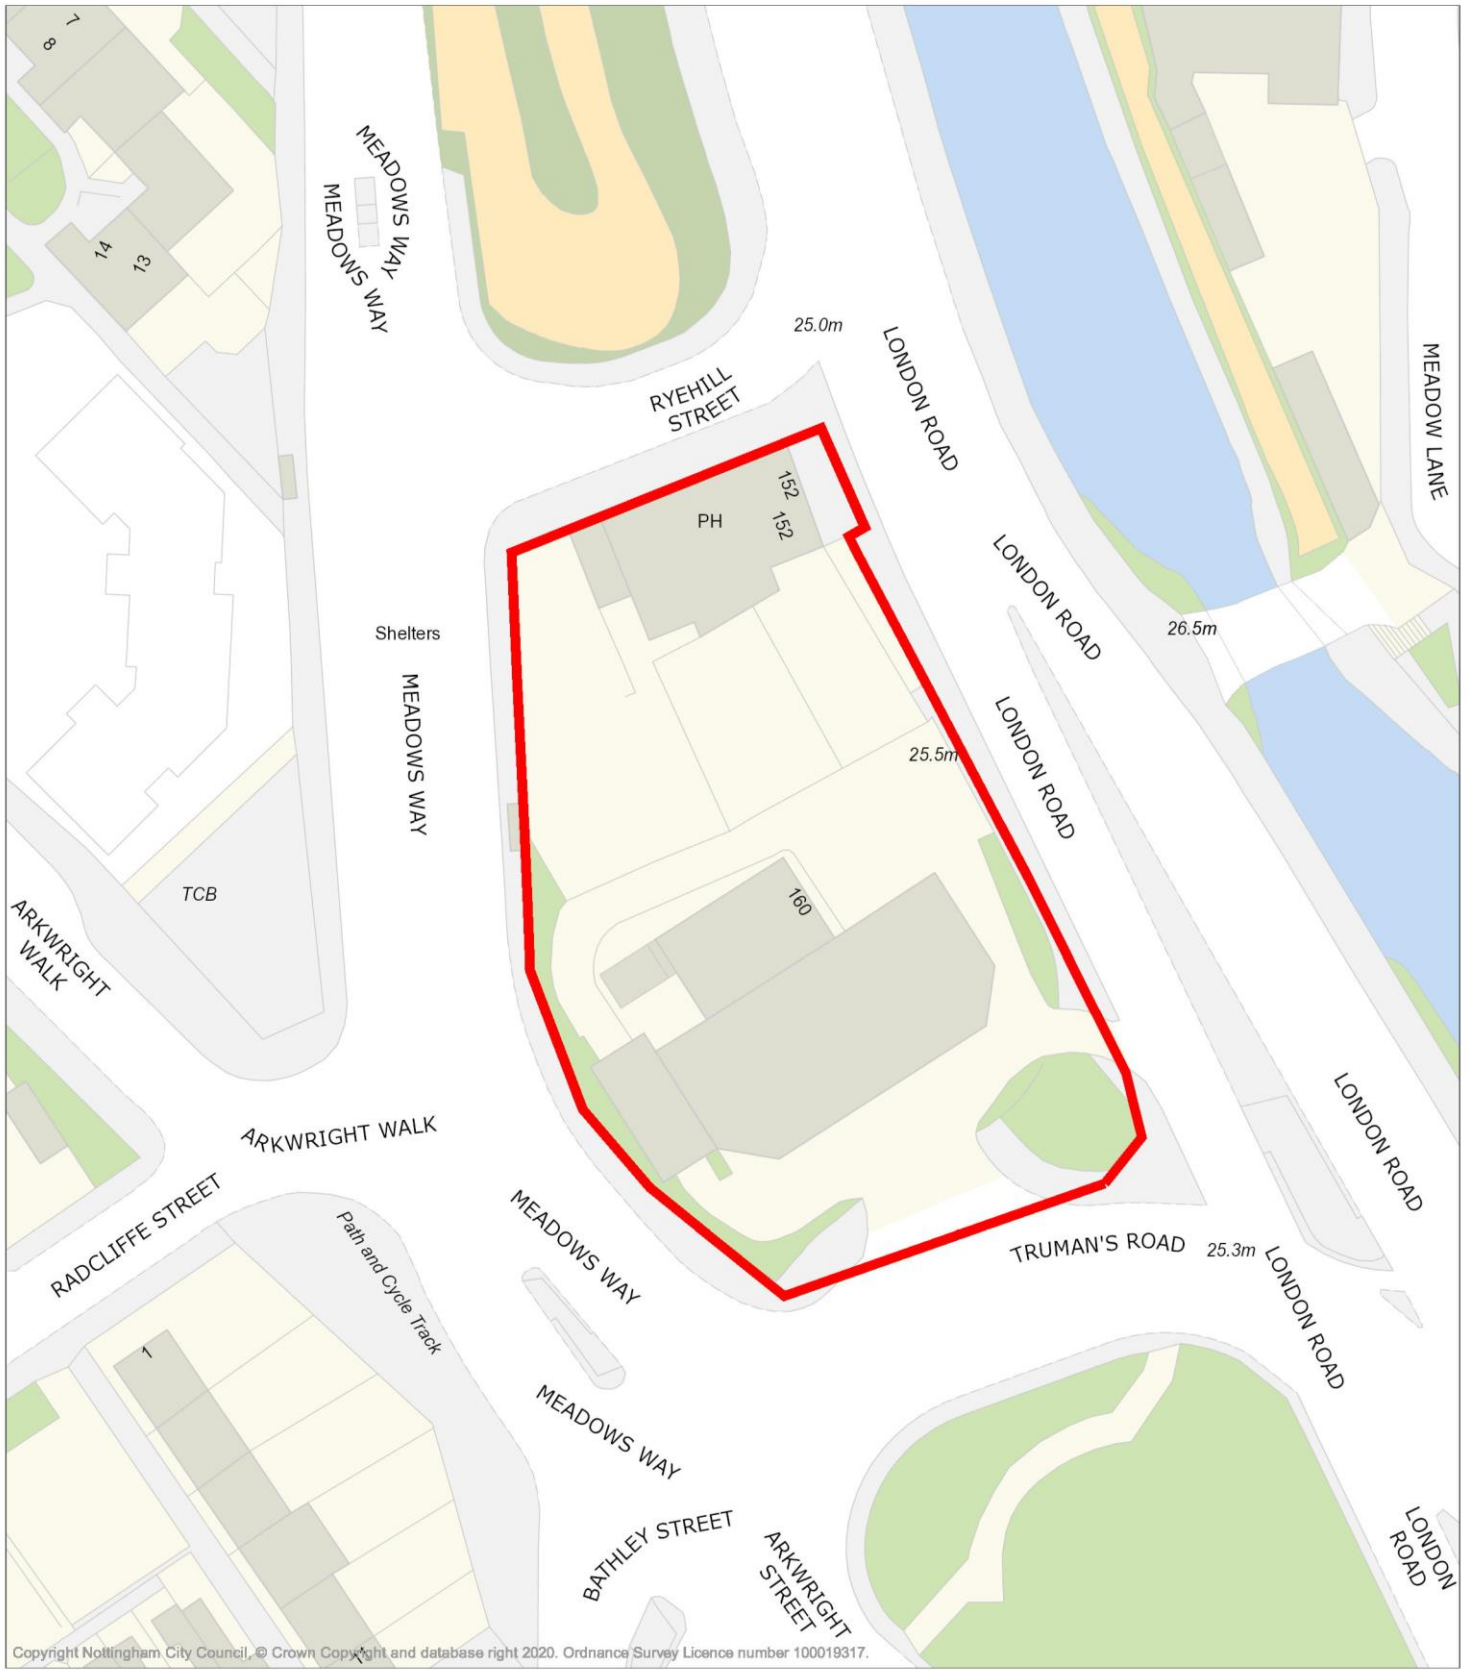 7
8
MEADOWS WAY
MEADOWS WAY
14
13
25.0m
LONDON ROAD
RYEHILL
STREET
MEADOW LANE
152
PH
152
LONDON ROAD
26.5m
Shelters
MEADOWS WAY
LONDON ROAD
25.5m
TCB
160
ARKWRIGHT
WALK
ARKWRIGHT WALK
LONDON ROAD
RADCLIFFE STREET
Path and Cycle Track
MEADOWS WAY
TRUMAN'S ROAD
25.3m
LONDON ROAD
1
MEADOWS WAY
BATHLEY STREET
ARKWRIGHT
STREET
LONDON
ROAD
Copyright Nottingham City Council, © Crown Copyright and database right 2020. Ordnance Survey Licence number 100019317.